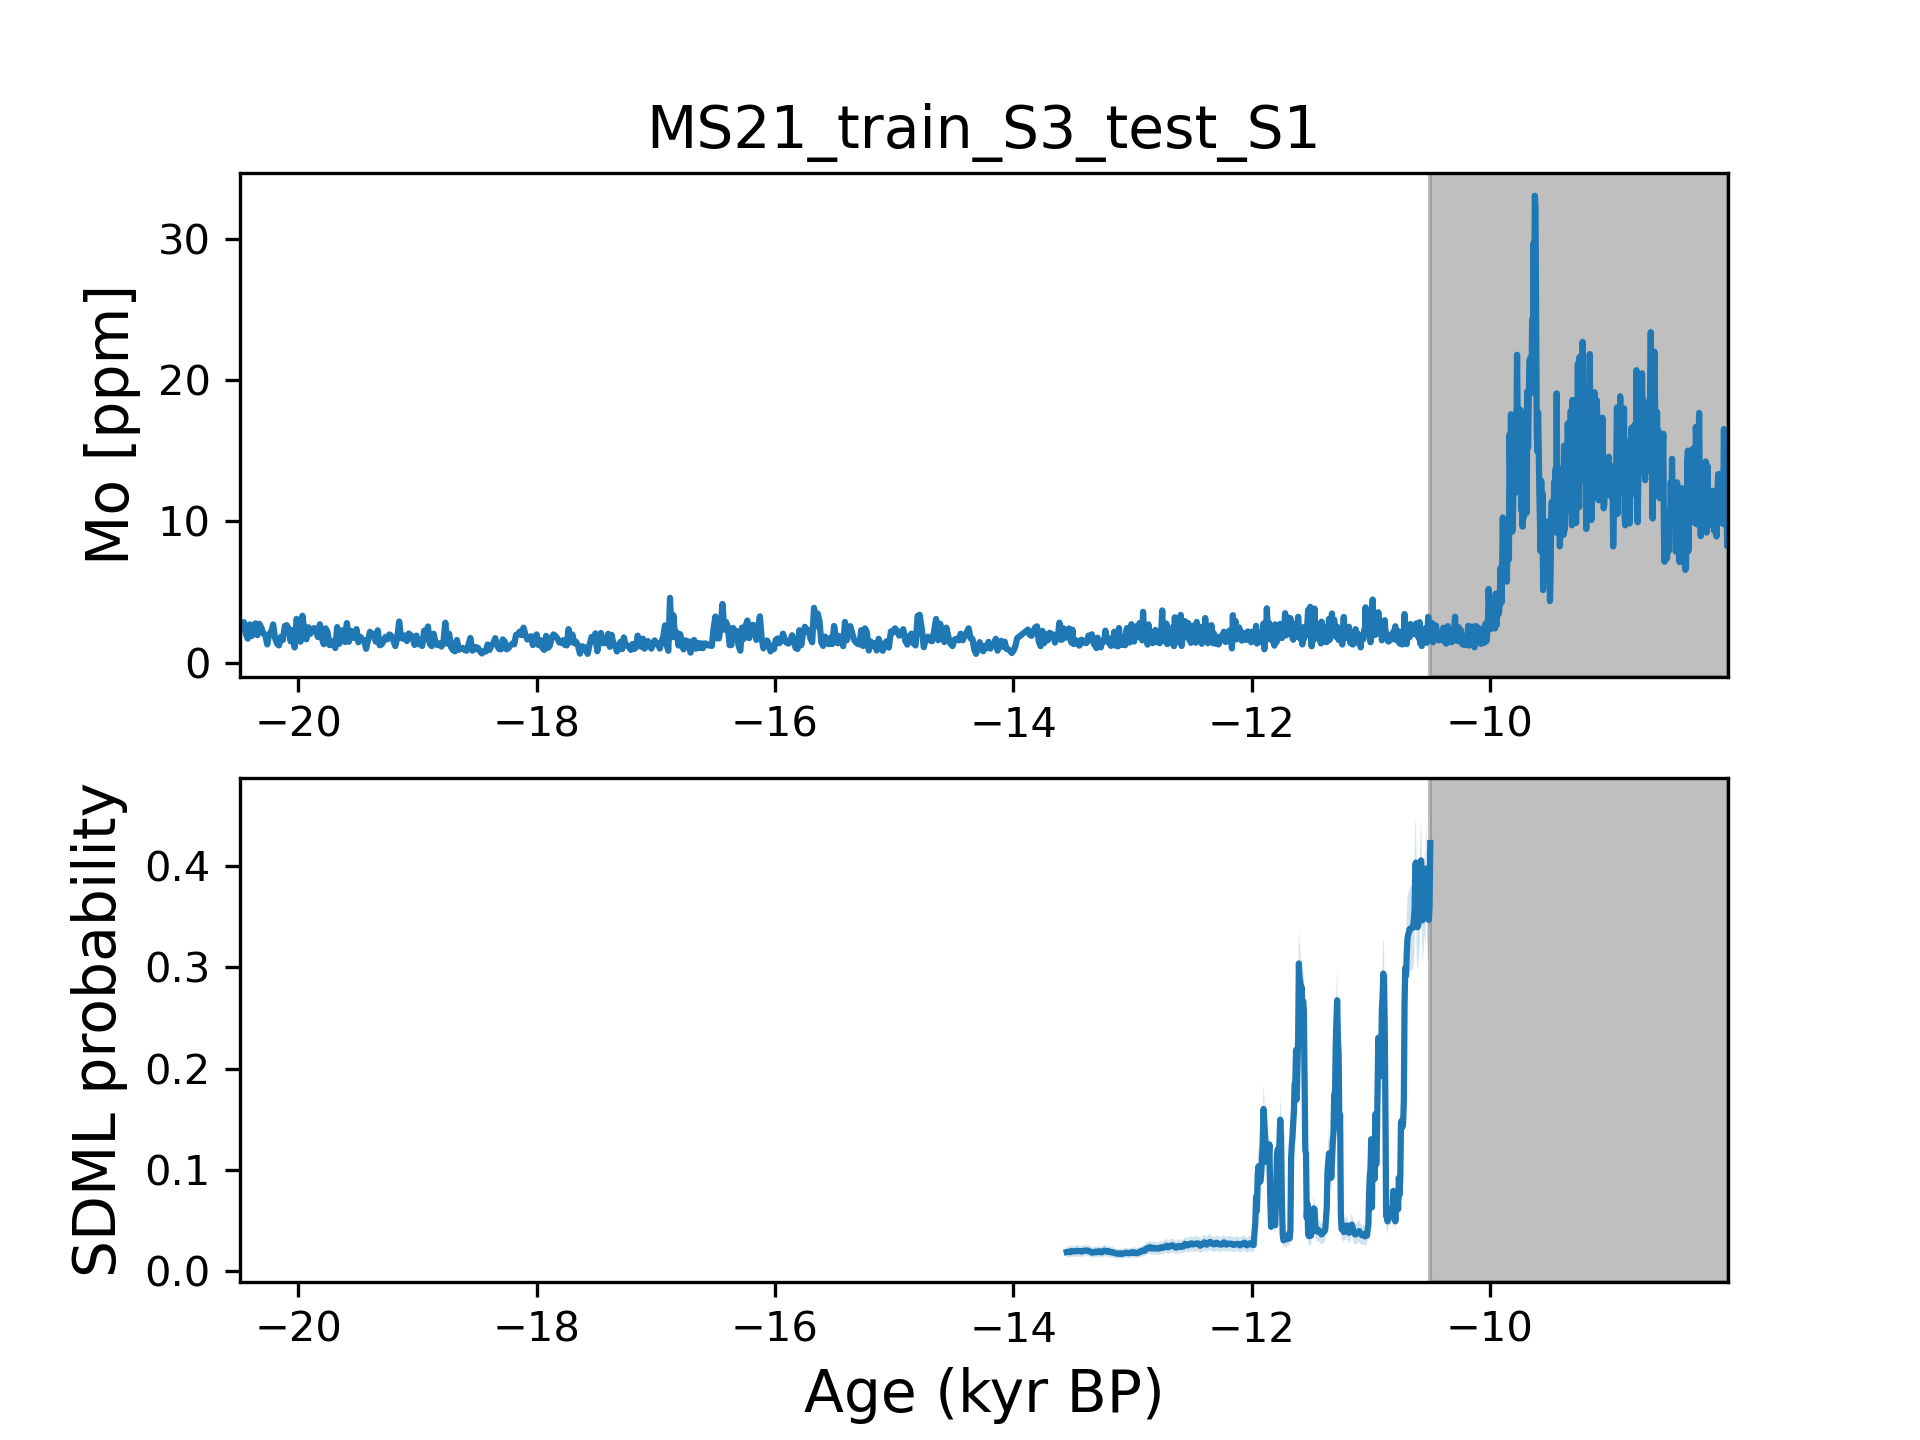 MS21_train_S3_test_S1
Mo [ppm]
30
20
10
0
−20 −18 −16 −14 −12 −10
SDML probability
0.4
0.3
0.2
0.1
0.0
−20 −18 −16 −14 −12 −10
Age (kyr BP)